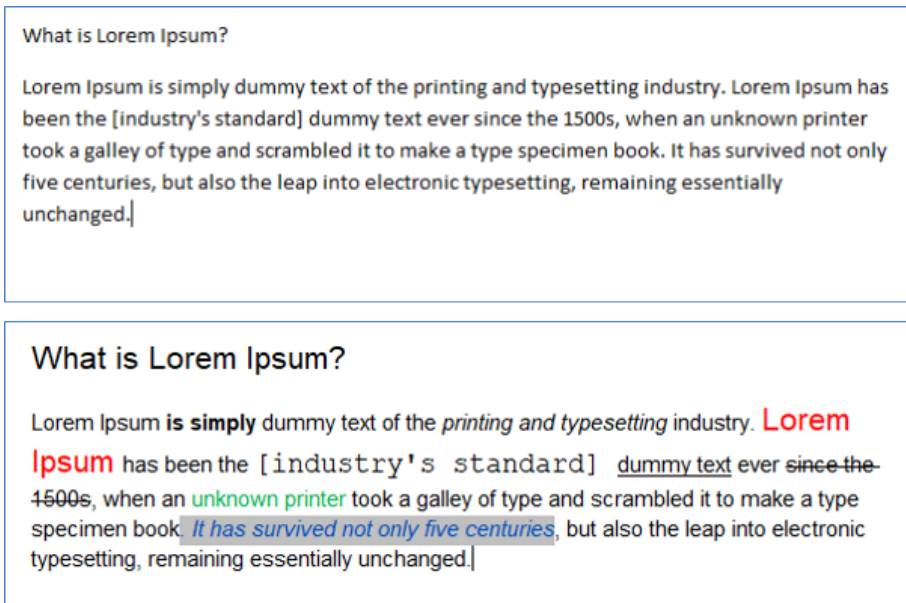 What is Lorem Ipsum?
Lorem Ipsum is simply dummy text of the printing and typesetting industry. Lorem Ipsum has
been the [industry's standard] dummy text ever since the 1500s, when an unknown printer
took a galley of type and scrambled it to make a type specimen book. It has survived not only
five centuries, but also the leap into electronic typesetting, remaining essentially
unchanged.
What is Lorem Ipsum?
Lorem Ipsum is simply dummy text of the printing and typesetting industry. Lorem
Ipsum has been the [industry's standard] dummy text ever since the
1500s, when an unknown printer took a galley of type and scrambled it to make a type
specimen book. It has survived not only five centuries, but also the leap into electronic
typesetting, remaining essentially unchanged.